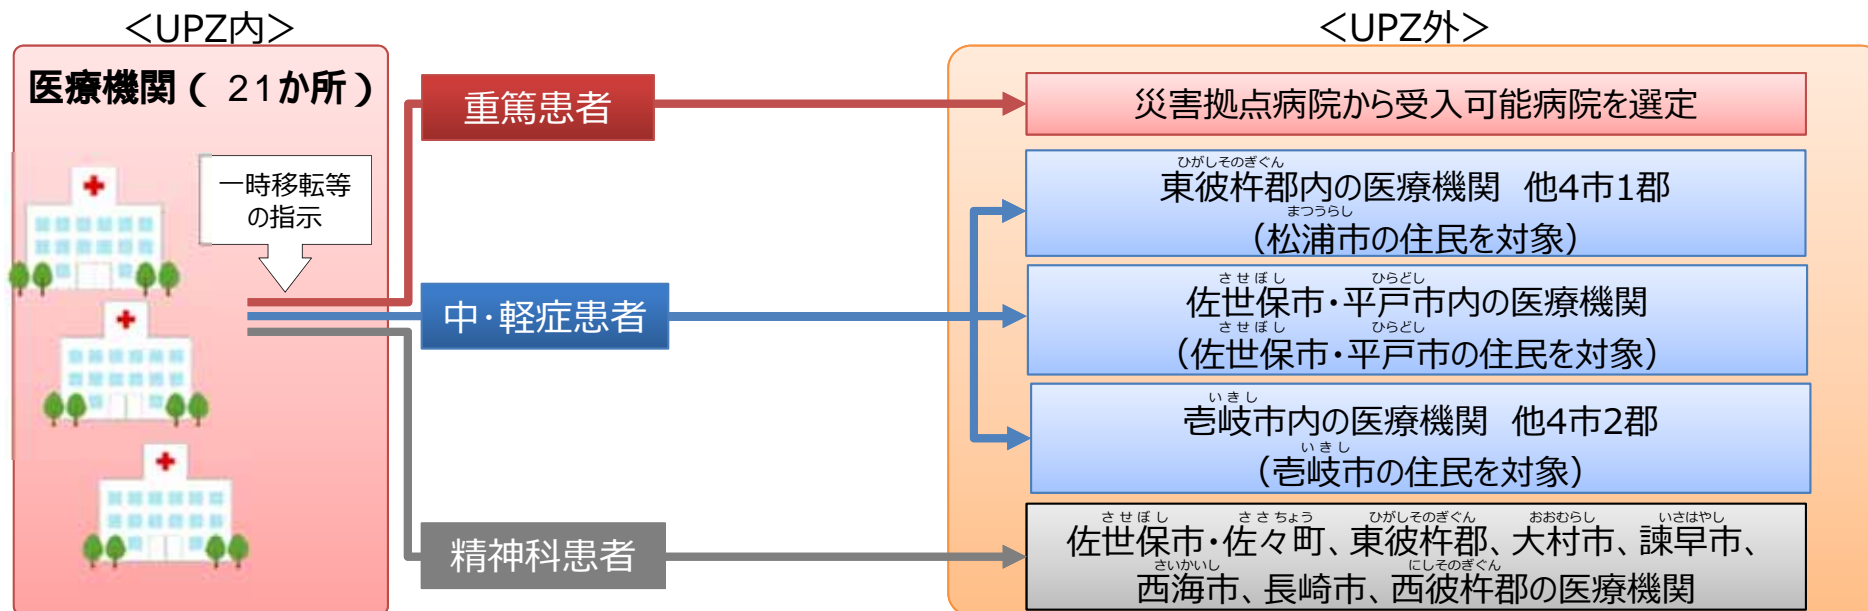 <UPZ内>
医療機関( 21か所)
一時移転等
の指示
重篤患者
中・軽症患者
精神科患者
<UPZ外>
災害拠点病院から受入可能病院を選定
ひがしそのぎぐん
東彼杵郡内の医療機関 他4市1郡
まつうらし
(松浦市の住民を対象)
させぼし ひらどし
佐世保市・平戸市内の医療機関
させぼし ひらどし
(佐世保市・平戸市の住民を対象)
いきし
壱岐市内の医療機関 他4市2郡
いきし
(壱岐市の住民を対象)
させぼし さざちょう ひがしそのぎぐん おおむらし いさはやし
佐世保市・佐々町、東彼杵郡、大村市、諫早市、
さいかいし にしそのぎぐん
西海市、長崎市、西彼杵郡の医療機関